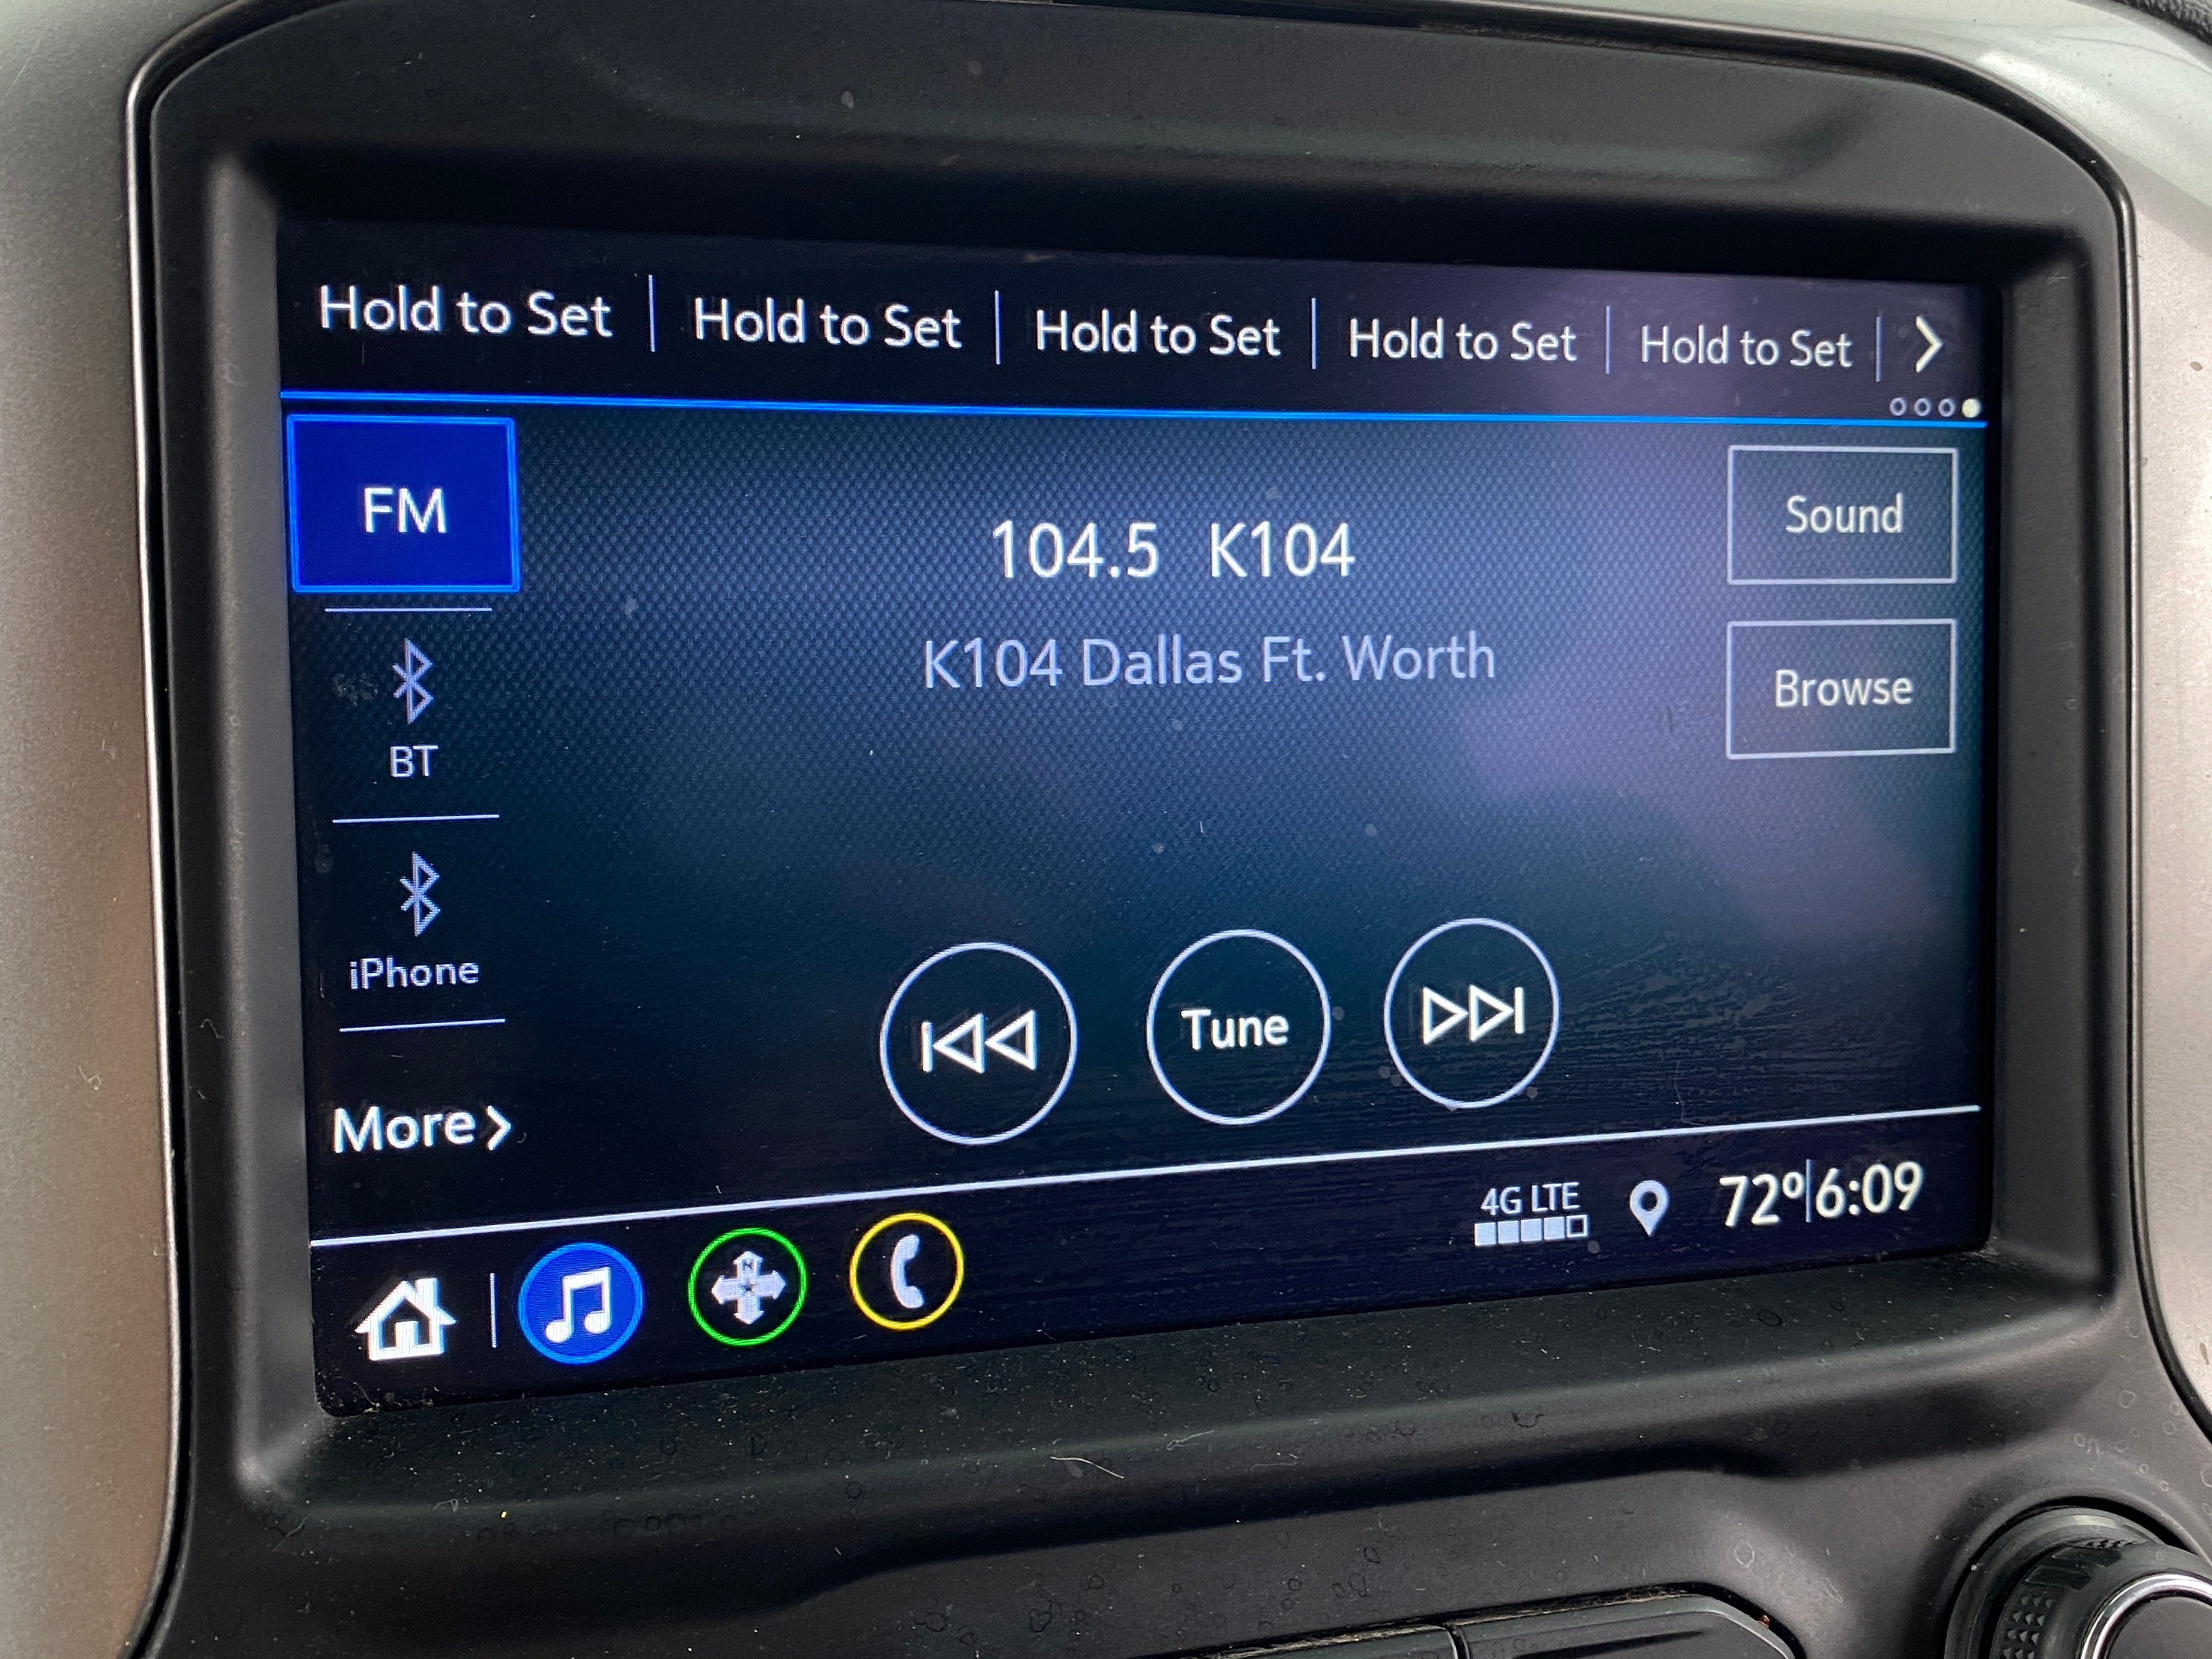 Hold to Set Hold to Set Hold to Set Hold to Set Hold to Set
FM
104.5 K104
Sound
K104 Dallas Ft. Worth
Browse
BT
iPhone
Tune
More
4G LTE
72º 6:09
N